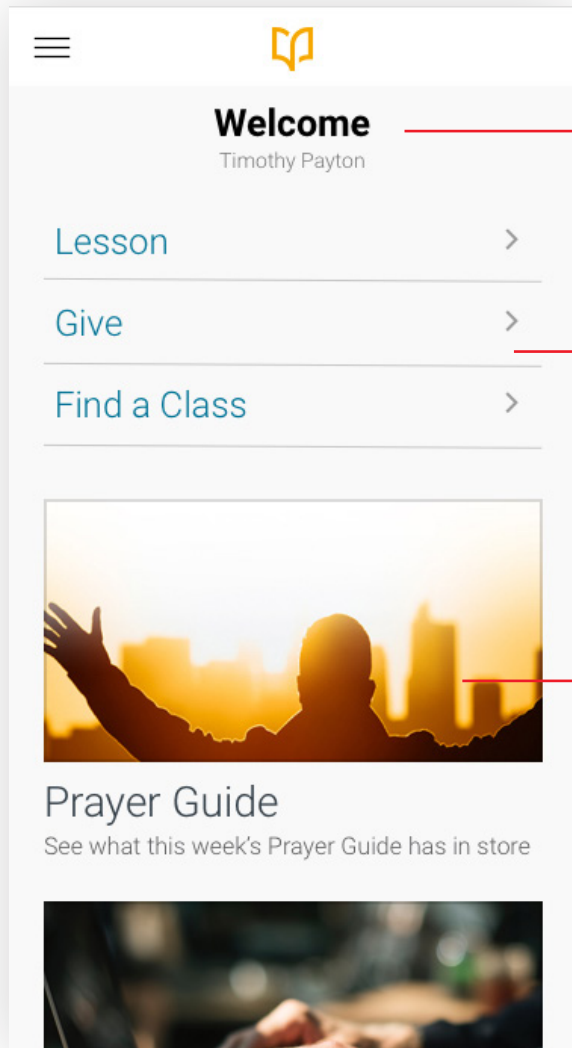 Welcome
Timothy Payton
Lesson
Give
Find a Class
Prayer Guide
See what this week's Prayer Guide has in store